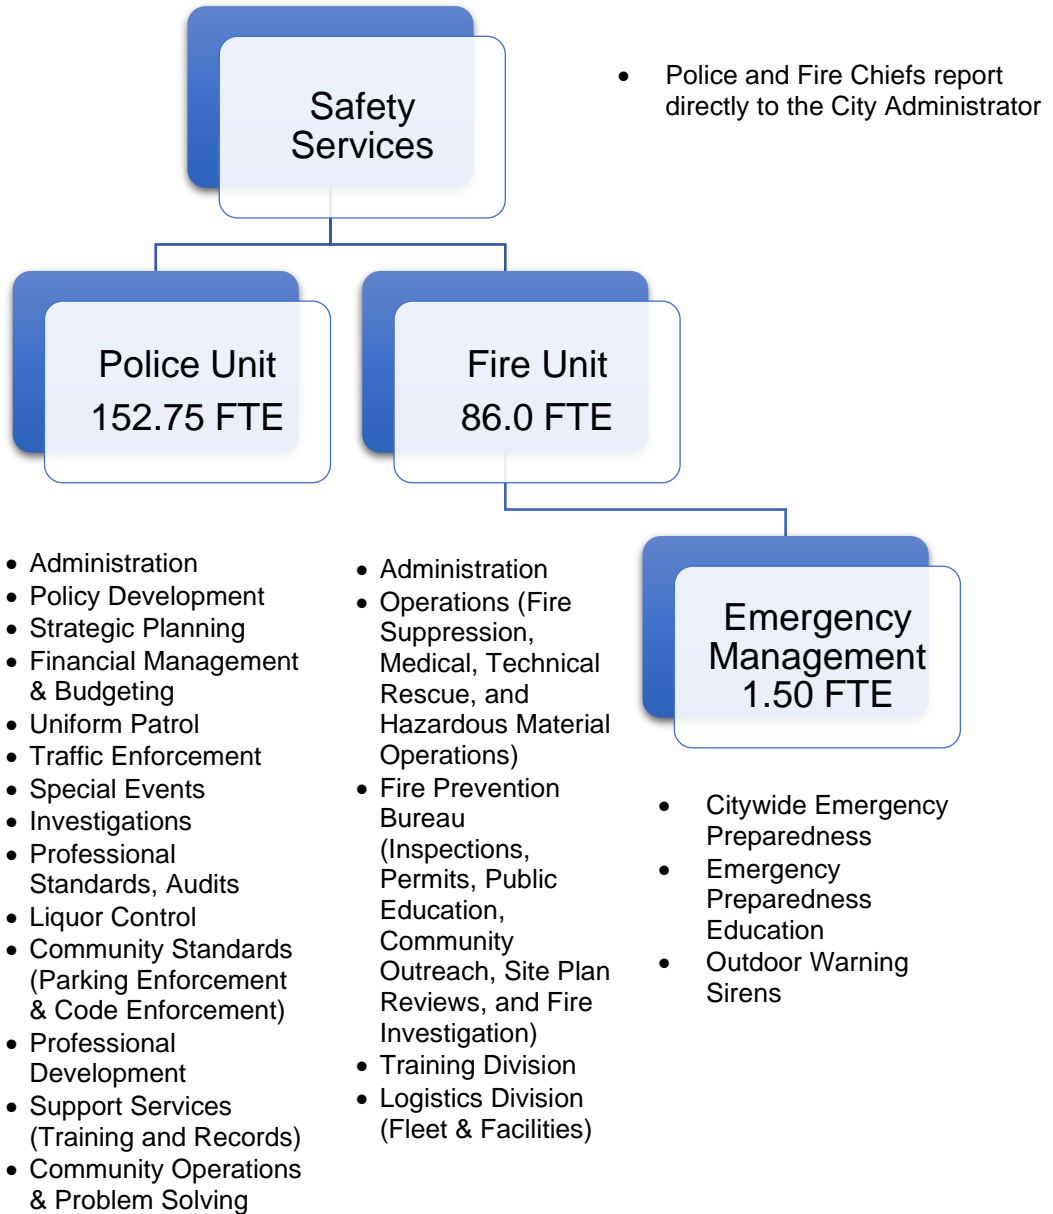 Safety
Services
• Police and Fire Chiefs report
directly to the City Administrator
Police Unit
152.75 FTE
Fire Unit
86.0 FTE
Emergency
Management
1.50 FTE
• Administration
• Policy Development
• Strategic Planning
• Financial Management
& Budgeting
• Uniform Patrol
• Traffic Enforcement
• Special Events
• Investigations
• Professional
Standards, Audits
• Liquor Control
• Community Standards
(Parking Enforcement
& Code Enforcement)
• Professional
Development
• Support Services
(Training and Records)
• Community Operations
& Problem Solving
• Administration
• Operations (Fire
Suppression,
Medical, Technical
Rescue, and
Hazardous Material
Operations)
• Fire Prevention
Bureau
(Inspections,
Permits, Public
Education,
Community
Outreach, Site Plan
Reviews, and Fire
Investigation)
• Training Division
• Logistics Division
(Fleet & Facilities)
• Citywide Emergency
Preparedness
• Emergency
Preparedness
Education
• Outdoor Warning
Sirens